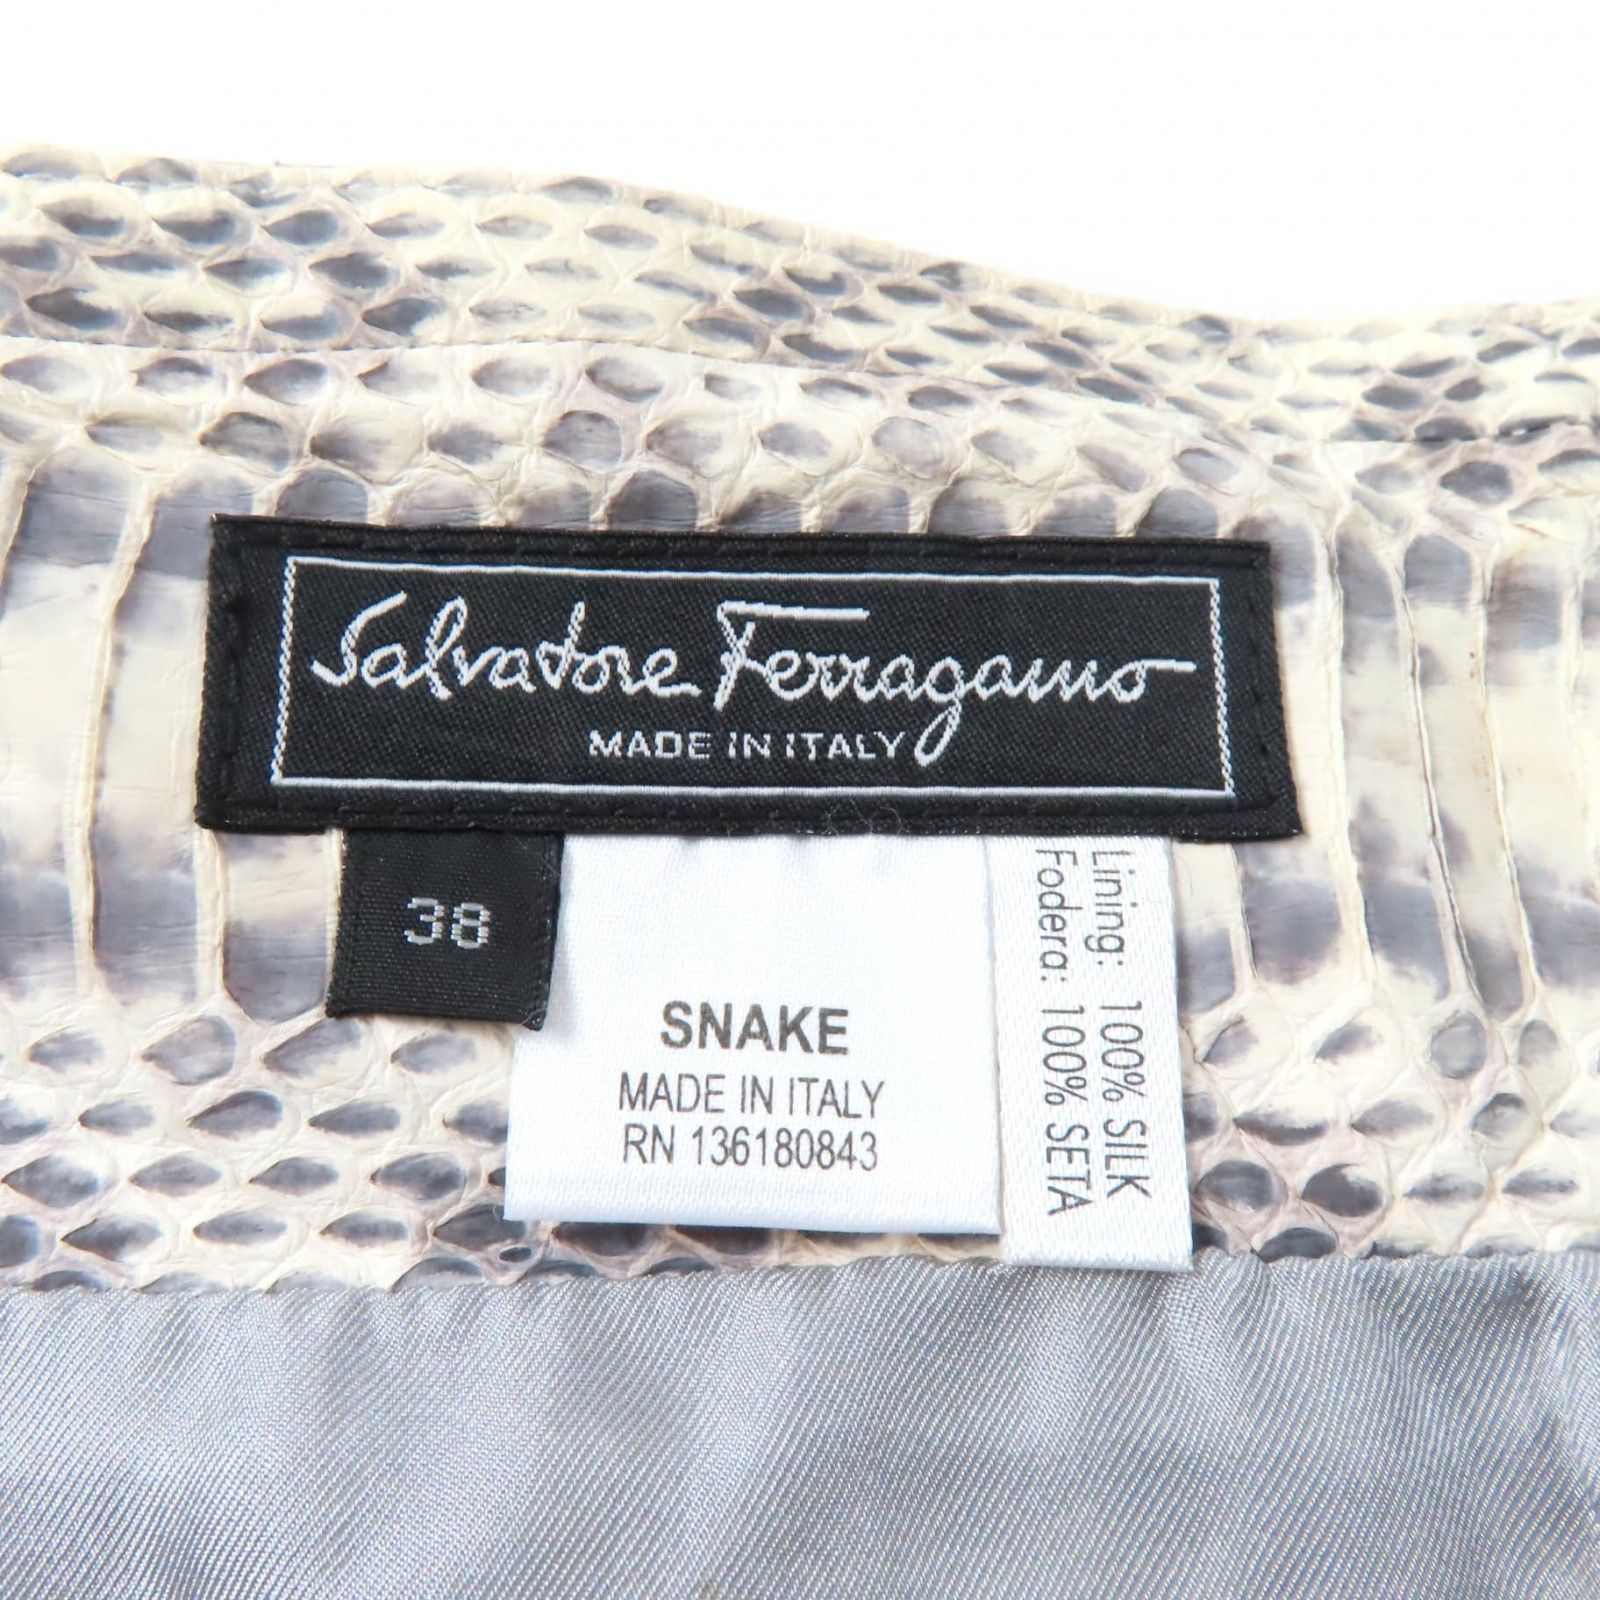 Salvatore Ferragamo
MADE IN ITALY
38
SNAKE
MADE IN ITALY
RN 136180843
Lining: 100% SILK
Fodera: 100% SETA